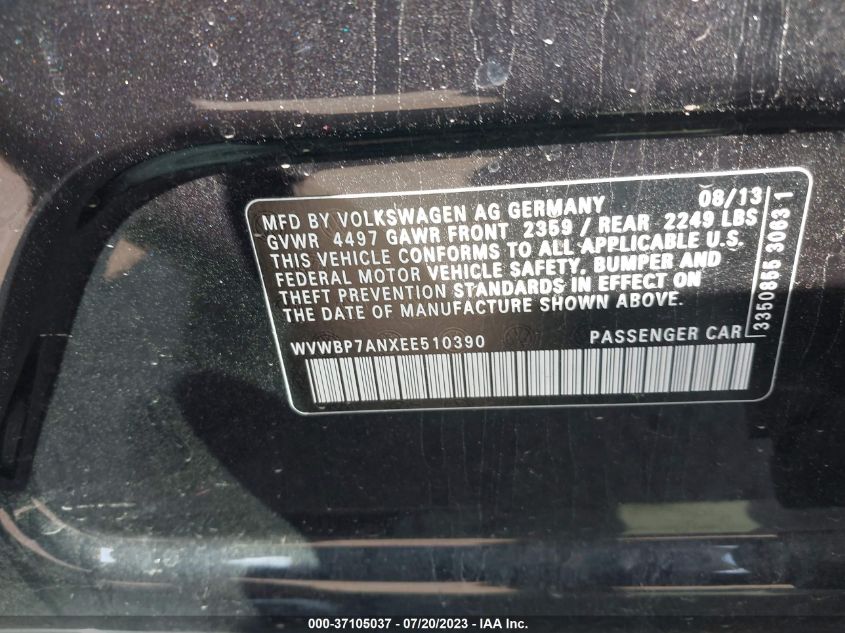 MFD BY VOLKSWAGEN AG GERMANY 08/13
GVWR 4497 GAWR FRONT 2359 / REAR 2249 LBS
THIS VEHICLE CONFORMS TO ALL APPLICABLE U.S.
FEDERAL MOTOR VEHICLE SAFETY, BUMPER AND
THEFT PREVENTION STANDARDS IN EFFECT ON
THE DATE OF MANUFACTURE SHOWN ABOVE.
WVWBP7ANXEE510390 PASSENGER CAR
3350856 3063 1
000-37105037 - 07/20/2023 - IAA Inc.